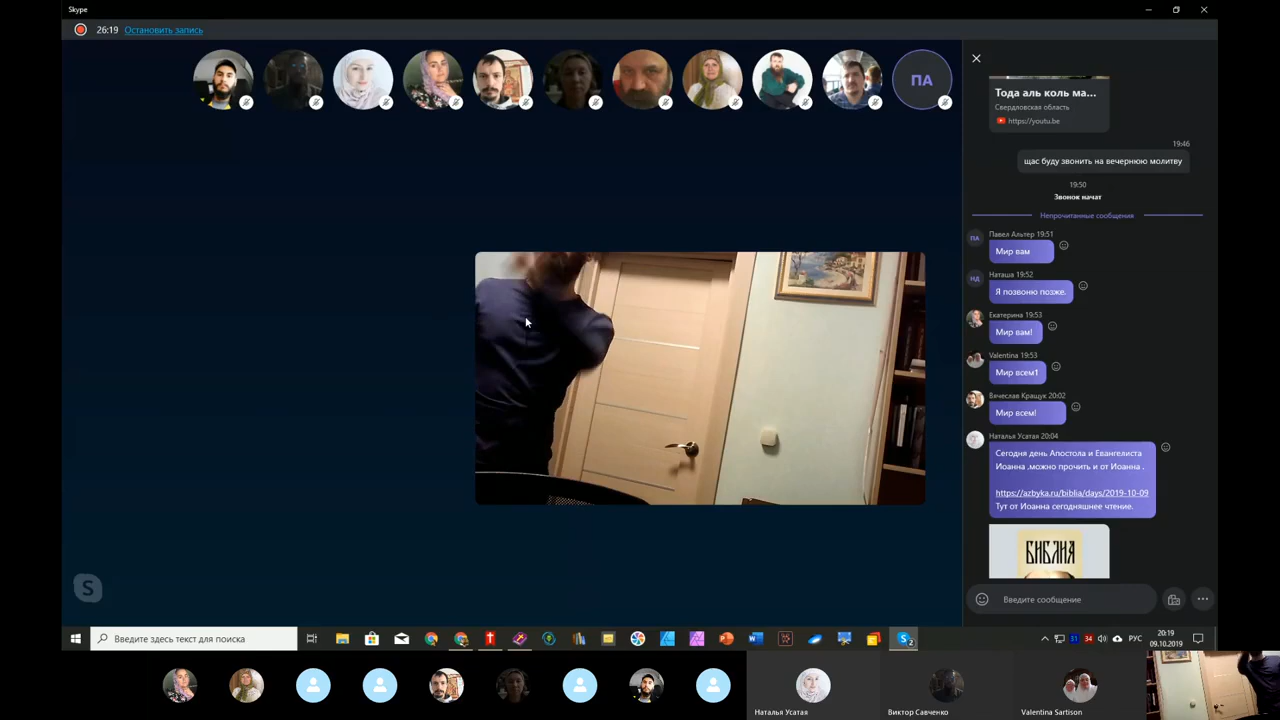 Skype
26:19 Остановить запись
ПА
Тода аль коль ма...
Свердловская область
https://youtu.be
19:46
щас буду звонить на вечернюю молитву
19:50
Звонок начат
Непрочитанные сообщения
ПА
Павел Альтер 19:51
Мир вам
НД
Наташа 19:52
Я позвоню позже.
Екатерина 19:53
Мир вам!
Valentina 19:53
Мир всем1
Вячеслав Кращук 20:02
Мир всем!
Наталья Усатая 20:04
Сегодня день Апостола и Евангелиста
Иоанна .можно прочить и от Иоанна .
https://azbyka.ru/biblia/days/2019-10-09
Тут от Иоанна сегодняшнее чтение.
БИБЛИЯ
Введите сообщение
Введите здесь текст для поиска
31 34 РУС
20:19
09.10.2019
Наталья Усатая
Виктор Савченко
Valentina Sartison